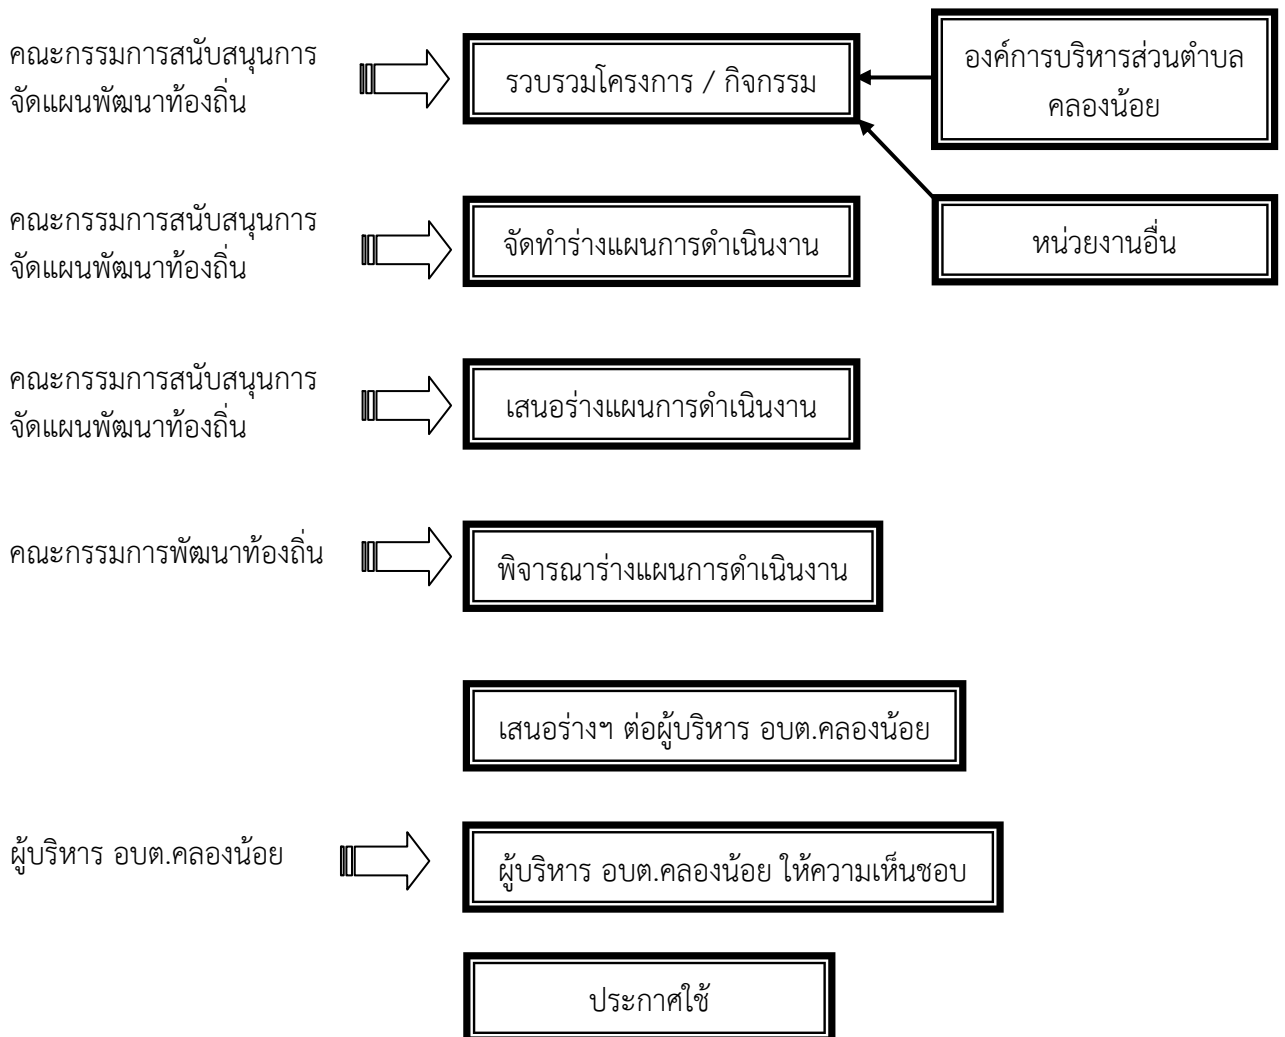 คณะกรรมการสนับสนุนการ
จัดแผนพัฒนาท้องถิ่น
รวบรวมโครงการ / กิจกรรม
องค์การบริหารส่วนตำบล
คลองน้อย
คณะกรรมการสนับสนุนการ
จัดแผนพัฒนาท้องถิ่น
จัดทำร่างแผนการดำเนินงาน
หน่วยงานอื่น
คณะกรรมการสนับสนุนการ
จัดแผนพัฒนาท้องถิ่น
เสนอร่างแผนการดำเนินงาน
คณะกรรมการพัฒนาท้องถิ่น
พิจารณาร่างแผนการดำเนินงาน
เสนอร่างฯ ต่อผู้บริหาร อบต.คลองน้อย
ผู้บริหาร อบต.คลองน้อย
ผู้บริหาร อบต.คลองน้อย ให้ความเห็นชอบ
ประกาศใช้